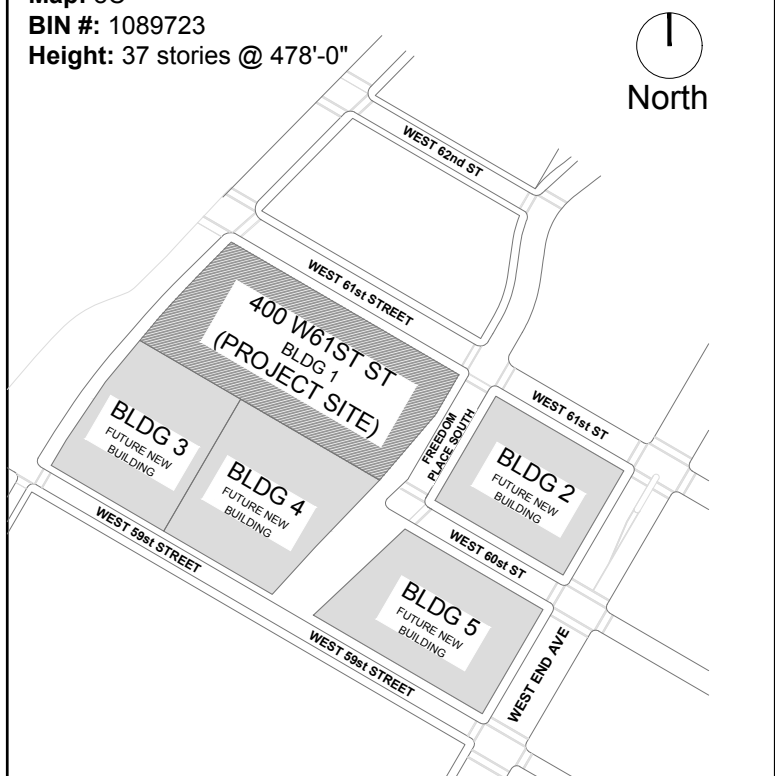 BIN #: 1089723
Height: 37 stories @ 478'-0"
North
WEST 62nd ST
WEST 61st STREET
400 W61ST ST
BLDG 1
(PROJECT SITE)
BLDG 3
FUTURE NEW
BUILDING
BLDG 4
FUTURE NEW
BUILDING
FREEDOM
PLACE SOUTH
WEST 61st ST
BLDG 2
FUTURE NEW
BUILDING
WEST 59st STREET
WEST 60st ST
BLDG 5
FUTURE NEW
BUILDING
WEST 59st STREET
WEST END AVE